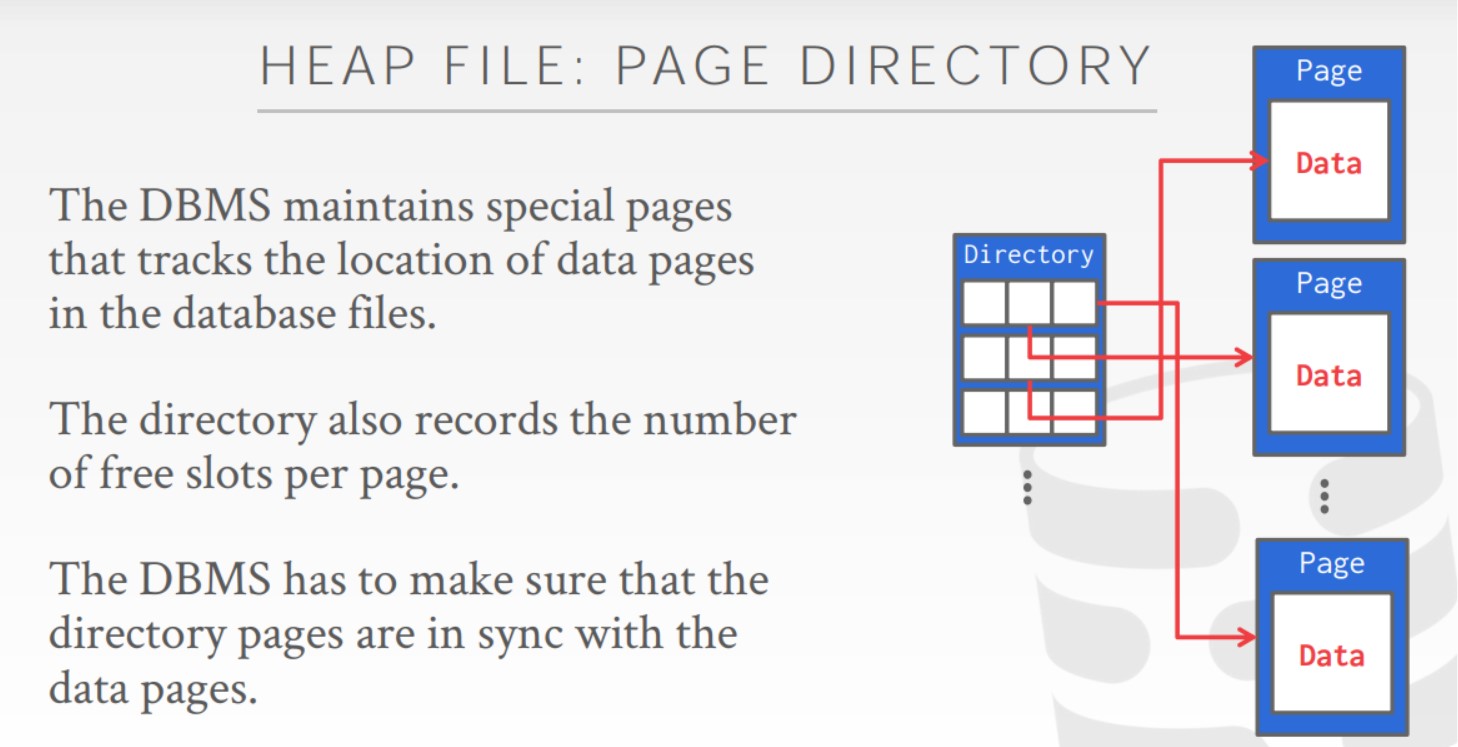 HEAP FILE: PAGE DIRECTORY
The DBMS maintains special pages
that tracks the location of data pages
in the database files.
The directory also records the number
of free slots per page.
The DBMS has to make sure that the
directory pages are in sync with the
data pages.
Directory
Page
Data
Page
Data
Page
Data